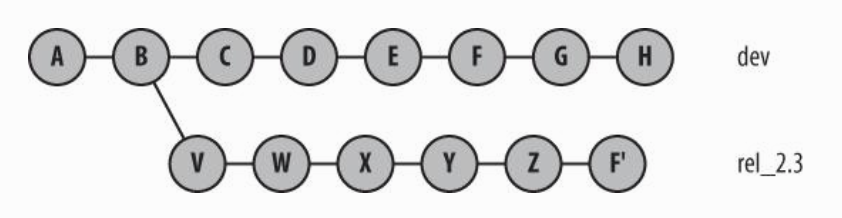 A B C D E F G H dev
V W X Y Z F' rel_2.3